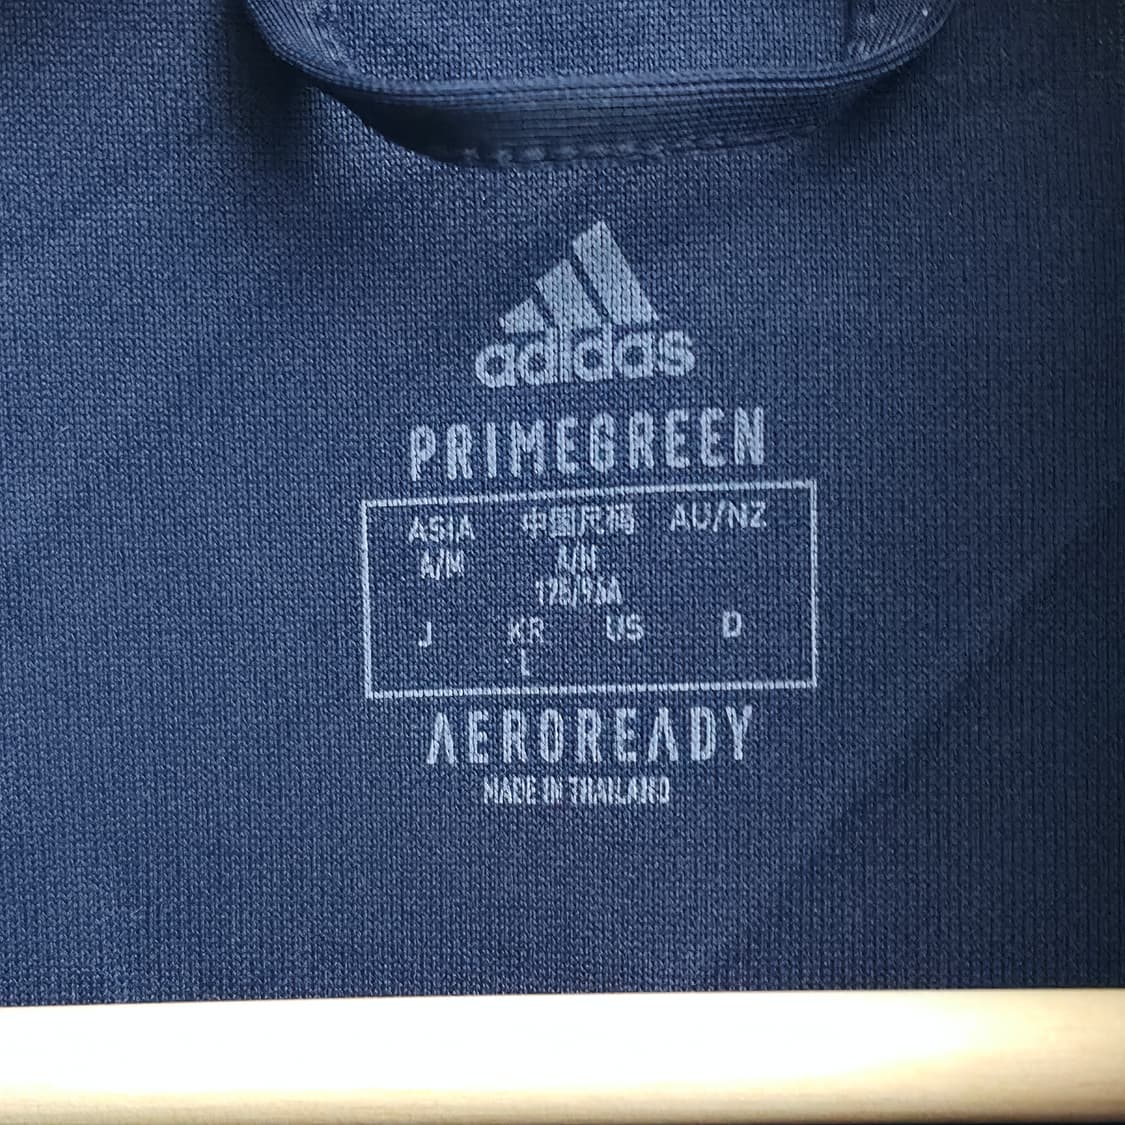 adidas
PRIMEGREEN
ASIA 中国尺码 AU/NZ
A/M A/M
175/96A
J KR US D
L
AEROREADY
MADE IN THAILAND